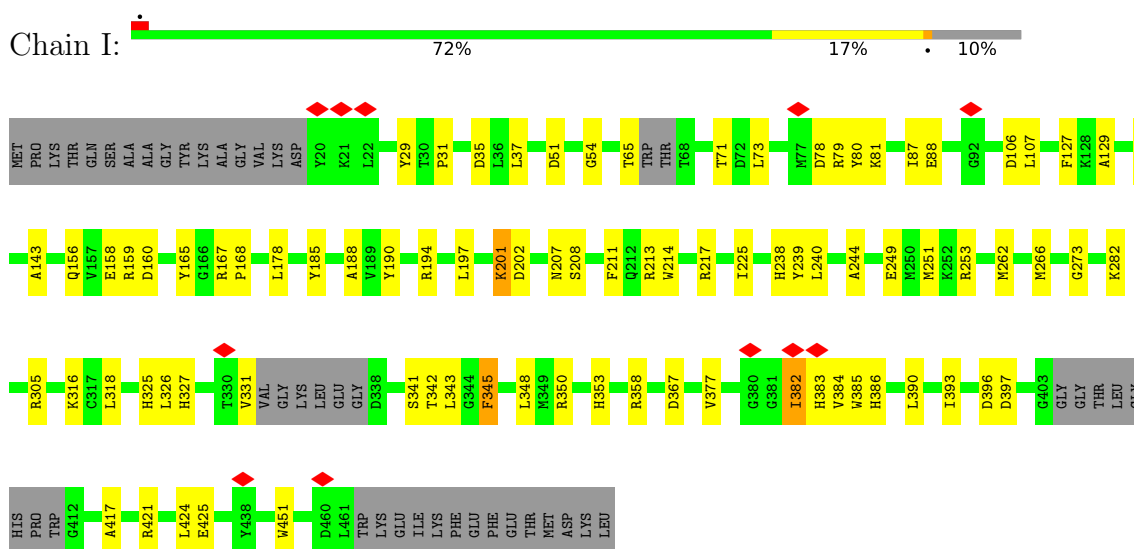 Chain I:
72% 17% • 10%
MET PRO LYS THR GLN SER ALA ALA GLY TYR LYS ALA GLY VAL LYS ASP Y20 K21 L22 Y29 T30 P31 D35 L36 L37 D51 G54 T65 TRP THR T68 T71 D72 L73 M77 D78 R79 Y80 K81 I87 E88 G92 D106 L107 F127 K128 A129
A143 Q156 V157 E158 R159 D160 Y165 G166 R167 P168 L178 Y185 A188 V189 Y190 R194 L197 K201 D202 N207 S208 F211 Q212 R213 W214 R217 I225 H238 Y239 L240 A244 E249 M250 M251 K252 R253 M262 M266 G273 K282
R305 K316 C317 L318 H325 L326 H327 T330 V331 VAL GLY LYS LEU GLU GLY D338 S341 T342 L343 G344 F345 L348 M349 R350 H353 R358 D367 V377 G380 G381 I382 H383 V384 W385 H386 L390 I393 D396 D397 G403 GLY GLY THR LEU
HIS PRO TRP G412 A417 R421 L424 E425 Y438 W451 D460 L461 TRP LYS GLU ILE LYS PHE GLU PHE GLU THR MET ASP LYS LEU